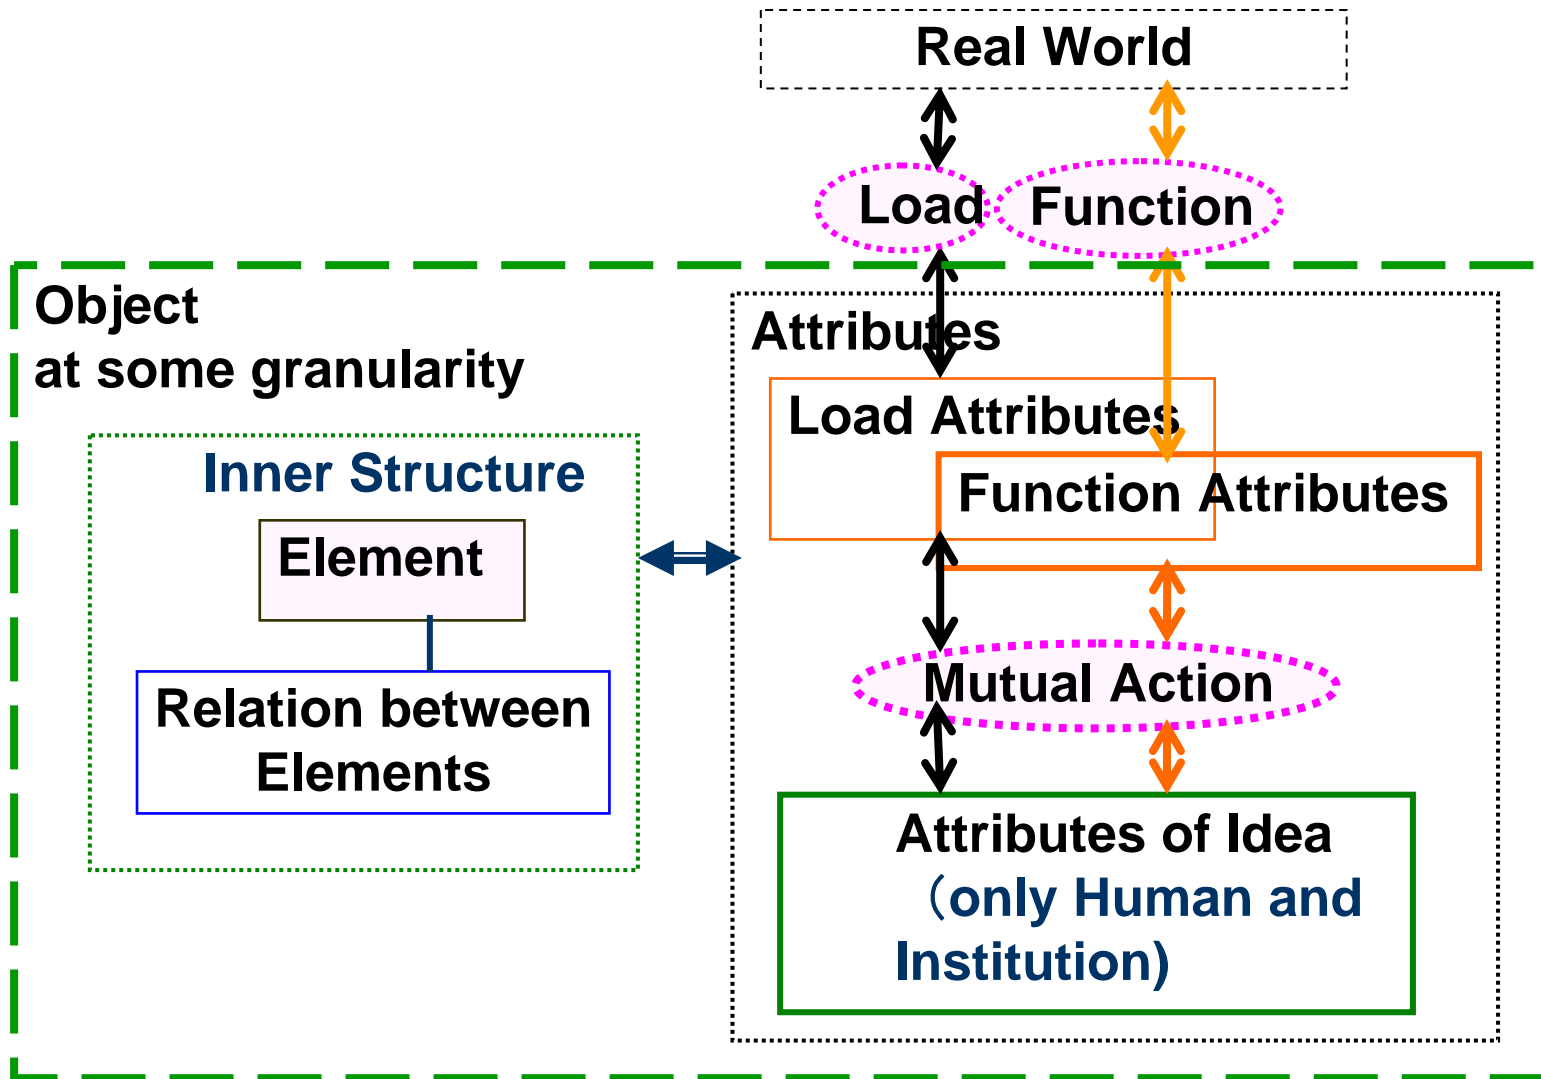 Real World
Load
Function
Object
at some granularity
Attributes
Load Attributes
Function Attributes
Inner Structure
Element
Relation between
Elements
Mutual Action
Attributes of Idea
（only Human and
Institution)